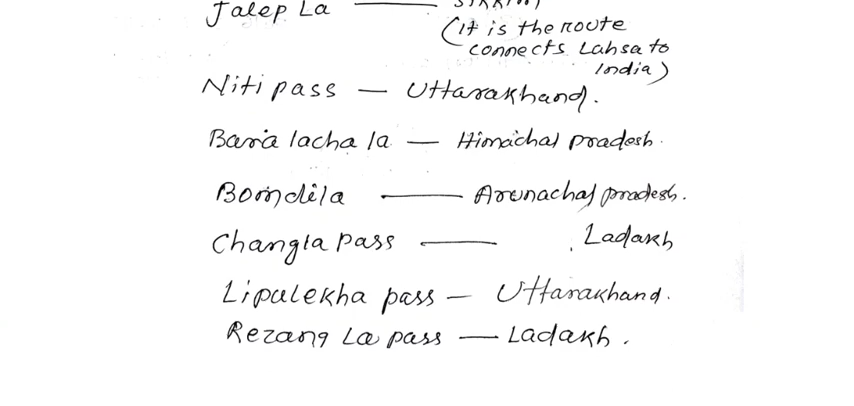 Jalep La — Sikkim
(It is the route
connects Lahsa to
India)
Niti pass — Uttarakhand.
Bara lacha la — Himachal pradesh.
Bomdila — Arunachal pradesh.
Changla pass — Ladakh
Lipulekha pass — Uttarakhand.
Rezang La pass — Ladakh.